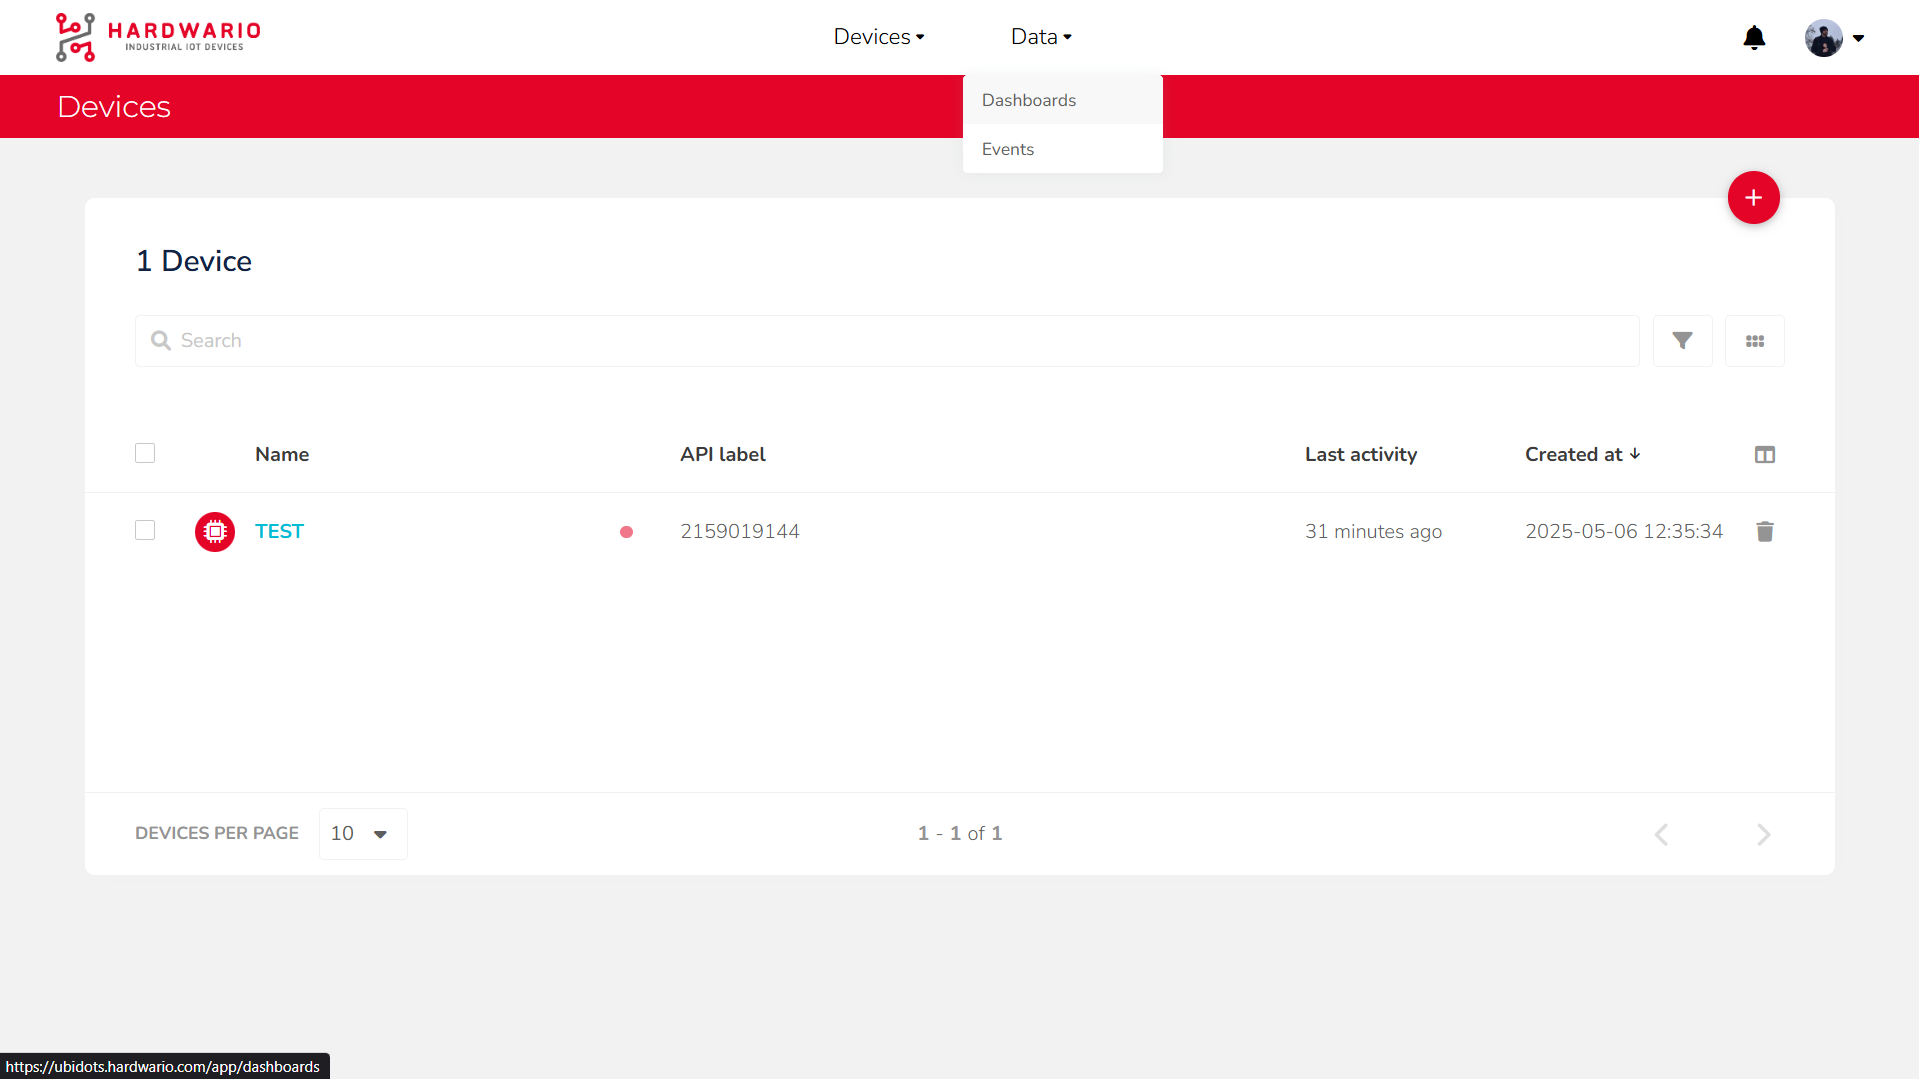 HARDWARIO
INDUSTRIAL IOT DEVICES
Devices
Data
Devices
Dashboards
Events
1 Device
Search
Name
API label
Last activity
Created at
TEST
2159019144
31 minutes ago
2025-05-06 12:35:34
DEVICES PER PAGE
10
1 - 1 of 1
https://ubidots.hardwario.com/app/dashboards